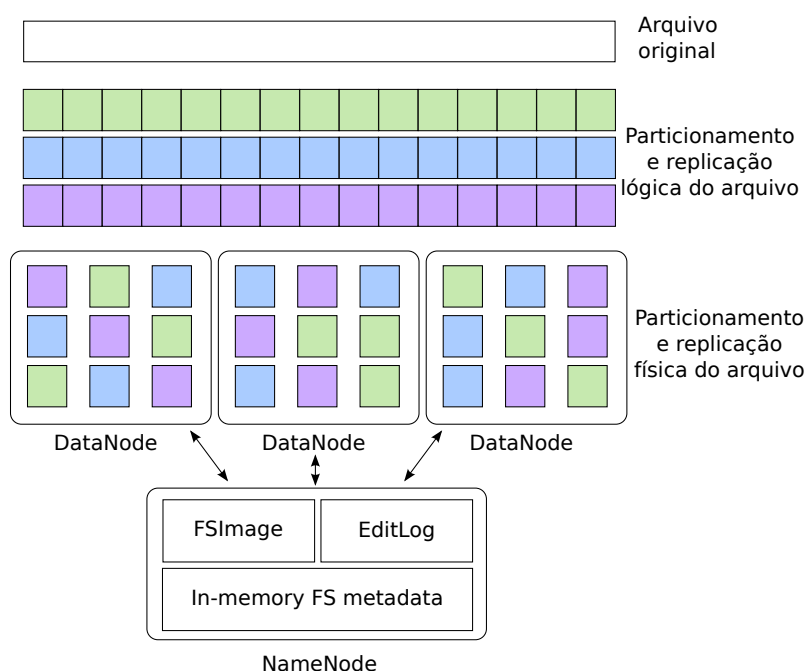 Arquivo
original
Particionamento
e replicação
lógica do arquivo
Particionamento
e replicação
física do arquivo
DataNode
DataNode
DataNode
FSImage
EditLog
In-memory FS metadata
NameNode